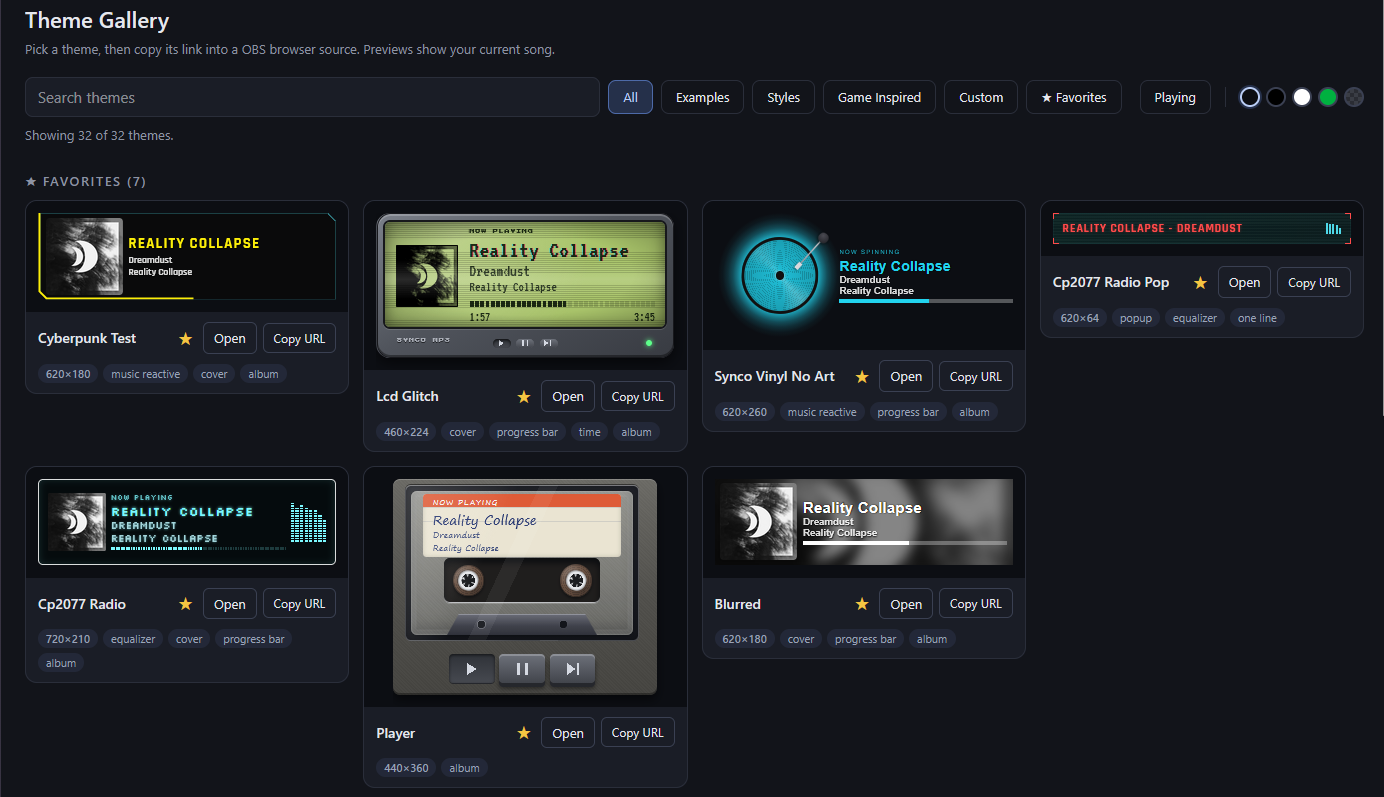 Theme Gallery
Pick a theme, then copy its link into a OBS browser source. Previews show your current song.
Search themes
All
Examples
Styles
Game Inspired
Custom
★ Favorites
Playing
Showing 32 of 32 themes.
★ FAVORITES (7)
REALITY COLLAPSE
Dreamdust
Reality Collapse
Cyberpunk Test
★
Open
Copy URL
620×180
music reactive
cover
album
NOW PLAYING
Reality Collapse
Dreamdust
Reality Collapse
1:57
3:45
SYNCO MP3
Lcd Glitch
★
Open
Copy URL
460×224
cover
progress bar
time
album
NOW SPINNING
Reality Collapse
Dreamdust
Reality Collapse
Synco Vinyl No Art
★
Open
Copy URL
620×260
music reactive
progress bar
album
REALITY COLLAPSE - DREAMDUST
Cp2077 Radio Pop
★
Open
Copy URL
620×64
popup
equalizer
one line
NOW PLAYING
REALITY COLLAPSE
DREAMDUST
REALITY COLLAPSE
Cp2077 Radio
★
Open
Copy URL
720×210
equalizer
cover
progress bar
album
NOW PLAYING
Reality Collapse
Dreamdust
Reality Collapse
Player
★
Open
Copy URL
440×360
album
Reality Collapse
Dreamdust
Reality Collapse
Blurred
★
Open
Copy URL
620×180
cover
progress bar
album